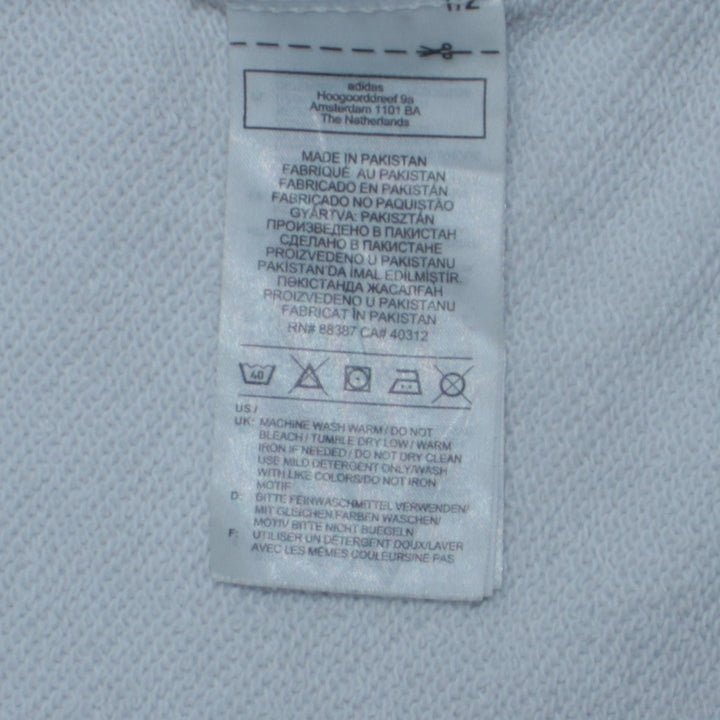 adidas
Hoogoorddreef 9a
Amsterdam 1101 BA
The Netherlands
MADE IN PAKISTAN
FABRIQUÉ AU PAKISTAN
FABRICADO EN PAKISTÁN
FABRICADO NO PAQUISTÃO
GYÁRTVA: PAKISZTÁN
ПРОИЗВЕДЕНО В ПАКИСТАН
СДЕЛАНО В ПАКИСТАНЕ
PROIZVEDENO U PAKISTANU
PAKISTAN'DA IMAL EDİLMİŞTİR.
ПӘКІСТАНДА ЖАСАЛҒАН
PROIZVEDENO U PAKISTANU
FABRICAT ÎN PAKISTAN
RN# 88387 CA# 40312
40
US /
UK: MACHINE WASH WARM / DO NOT
BLEACH / TUMBLE DRY LOW / WARM
IRON IF NEEDED / DO NOT DRY CLEAN
USE MILD DETERGENT ONLY/WASH
WITH LIKE COLORS/DO NOT IRON
MOTIF
D: BITTE FEINWASCHMITTEL VERWENDEN/
MIT GLEICHEN FARBEN WASCHEN/
MOTIV BITTE NICHT BUEGELN
F: UTILISER UN DETERGENT DOUX/LAVER
AVEC LES MÊMES COULEURS/NE PAS